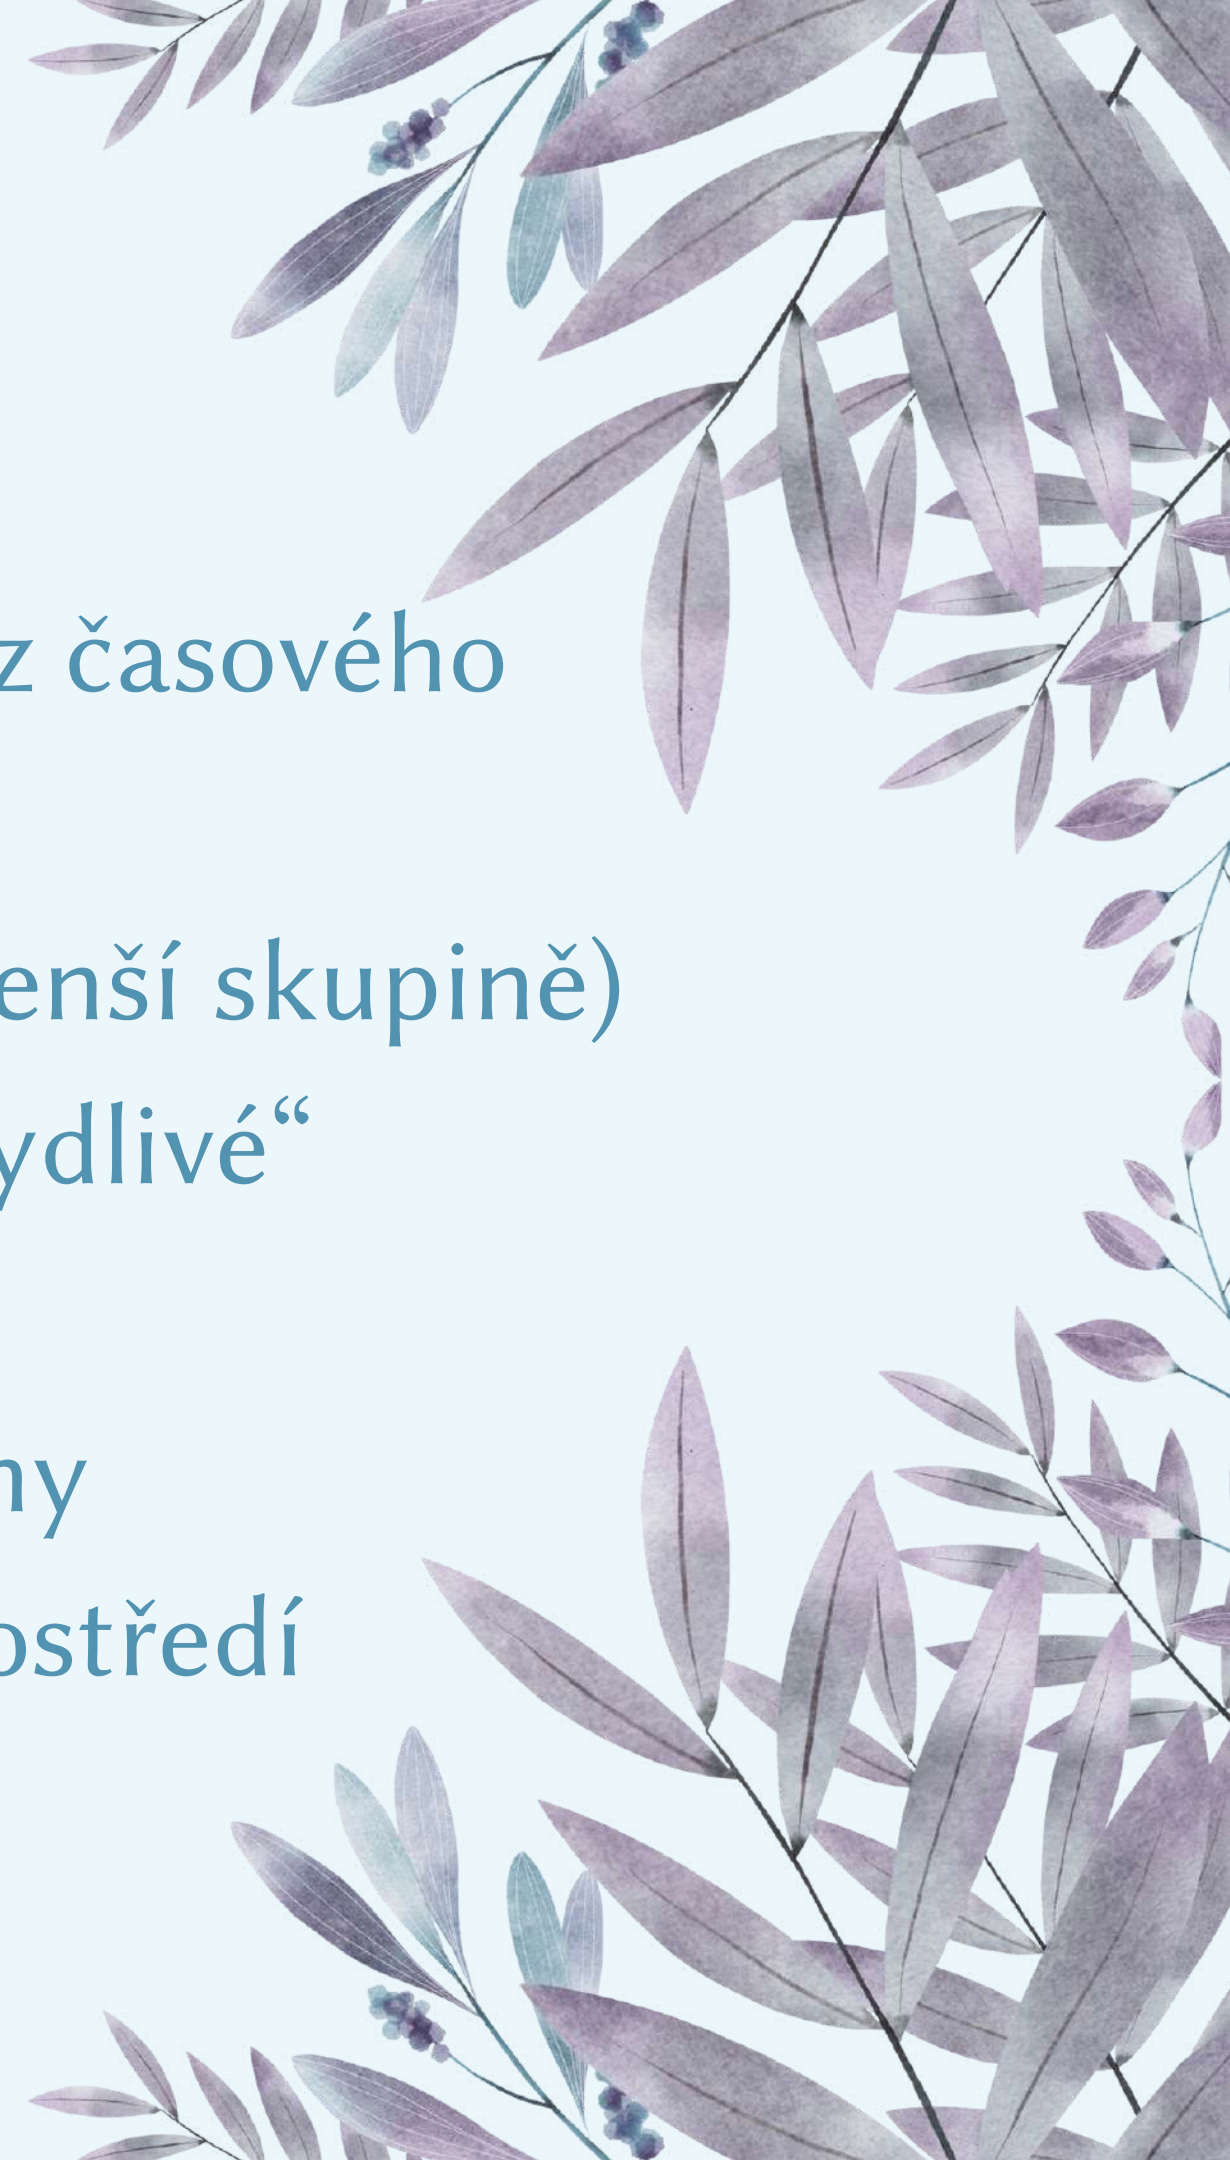 z časového
enší skupině)
ydlivé“
ny
ostředí